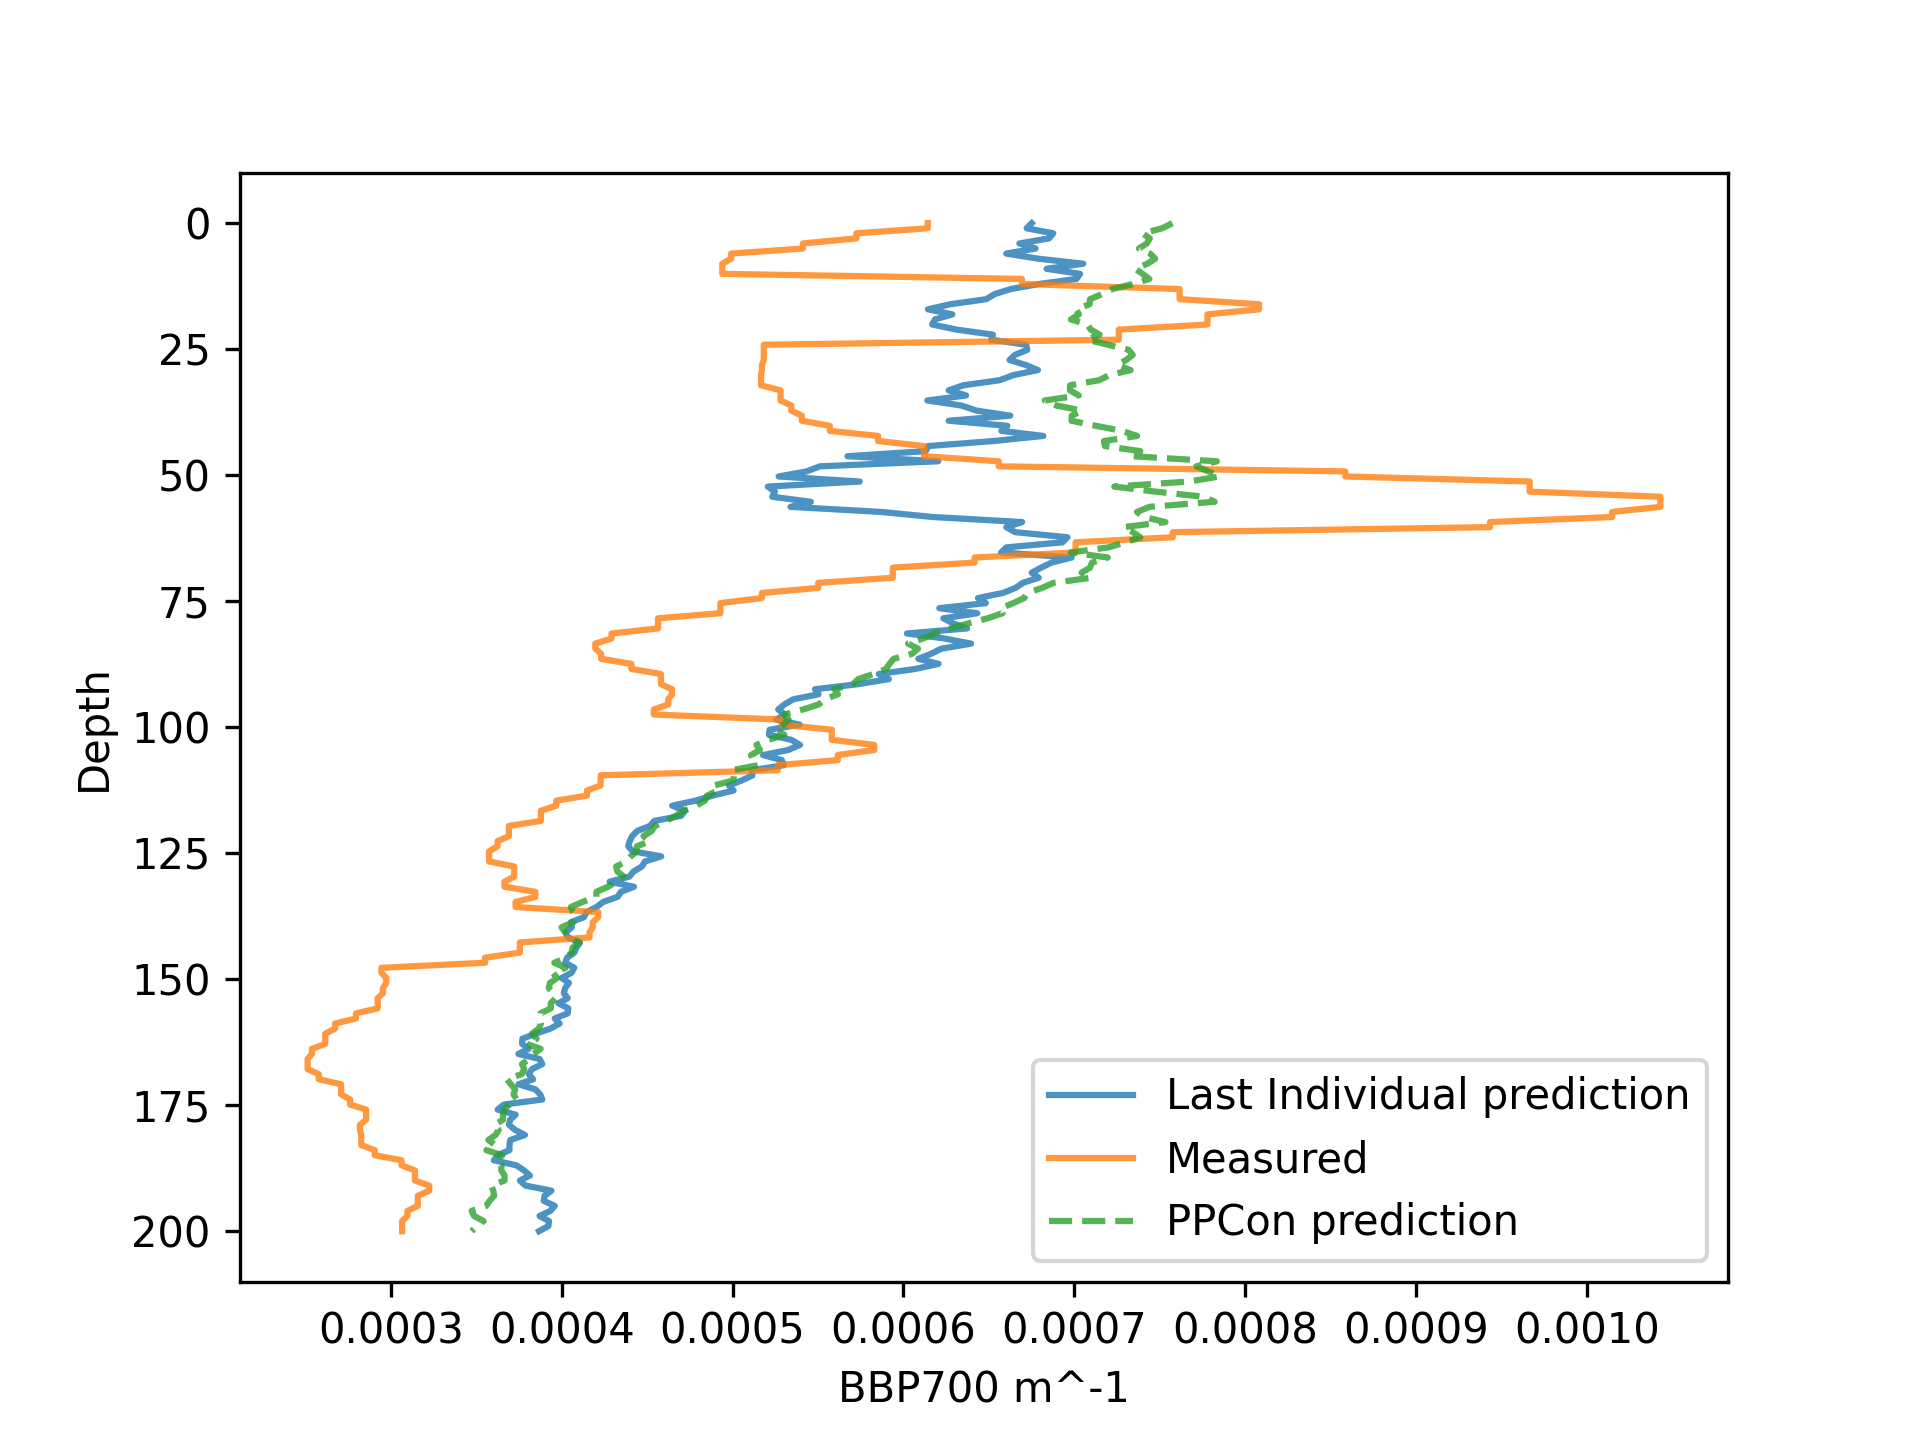 0
25
50
75
100
125
150
175
200
Depth
0.0003 0.0004 0.0005 0.0006 0.0007 0.0008 0.0009 0.0010
BBP700 m^-1
Last Individual prediction
Measured
PPCon prediction